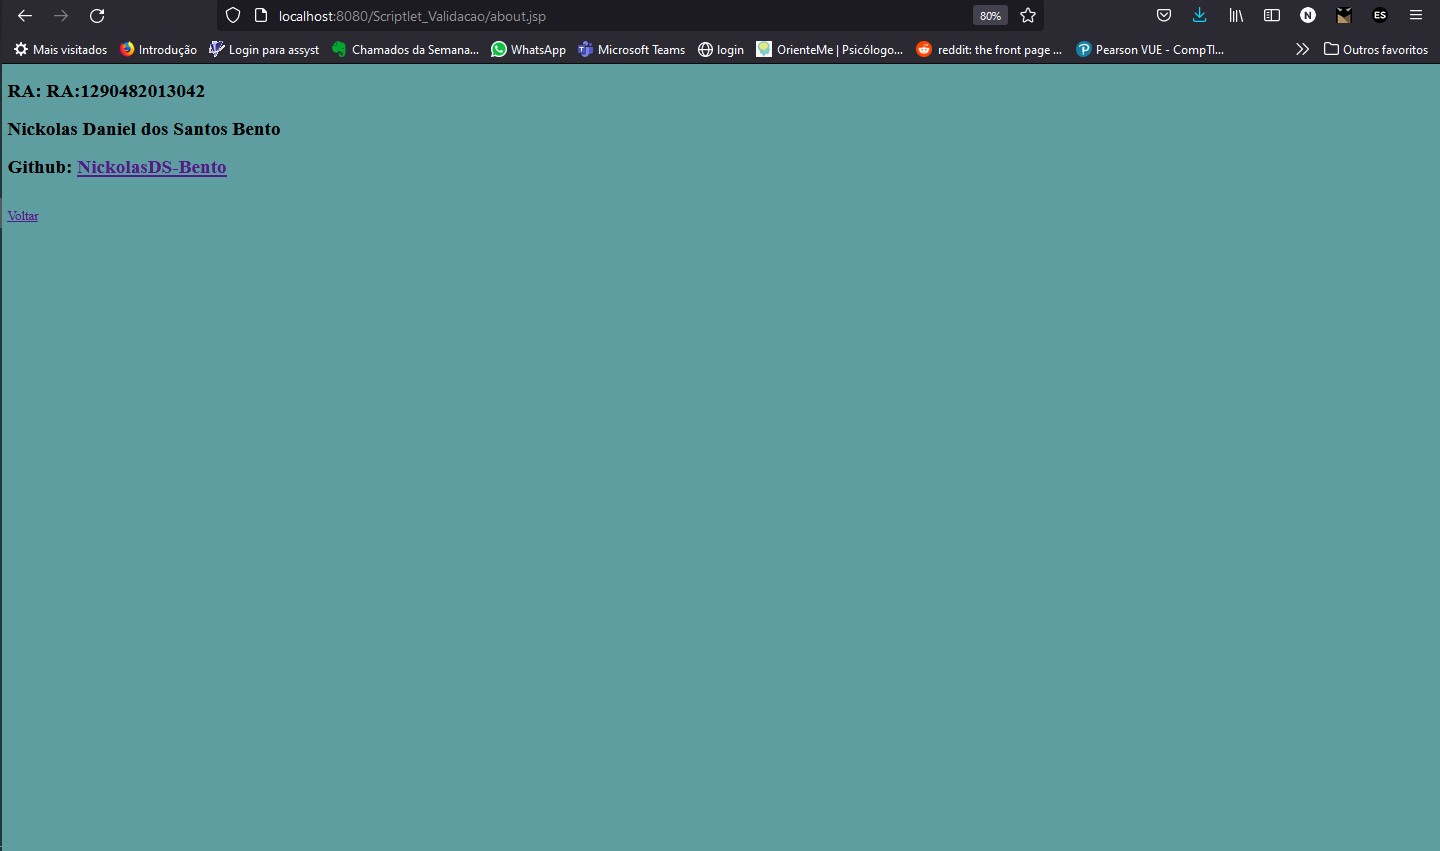 localhost:8080/Scriptlet_Validacao/about.jsp
80%
N
ES
Mais visitados
Introdução
Login para assyst
Chamados da Semana...
WhatsApp
Microsoft Teams
login
OrienteMe | Psicólogo...
reddit: the front page ...
Pearson VUE - CompTI...
Outros favoritos
RA: RA:1290482013042
Nickolas Daniel dos Santos Bento
Github: NickolasDS-Bento
Voltar